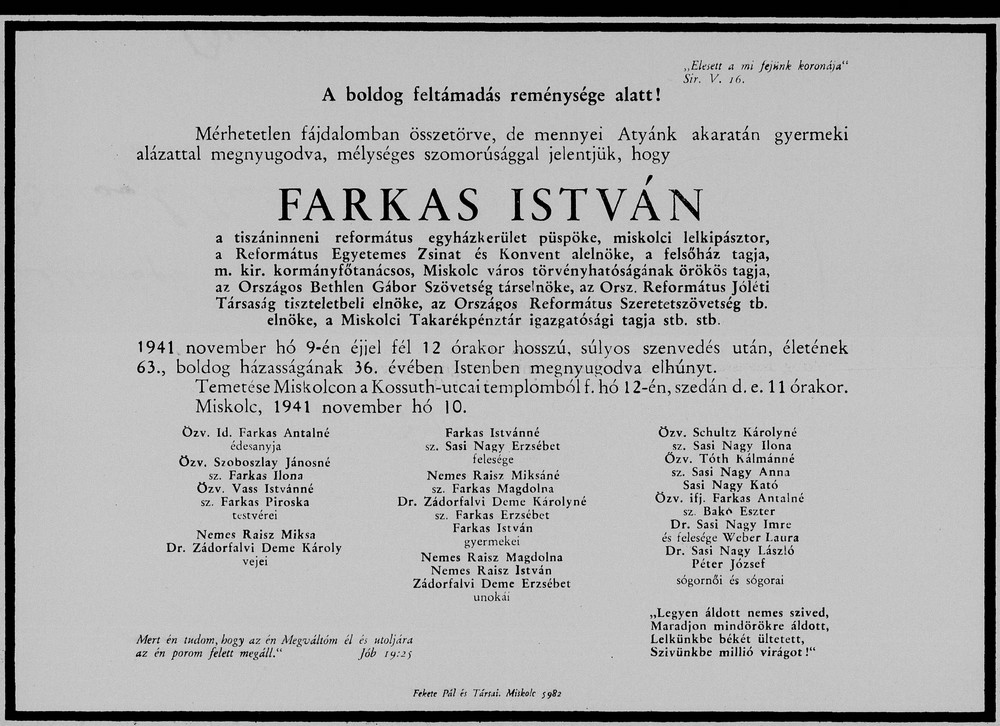 „Elesett a mi fejünk koronája“
Sir. V. 16.
A boldog feltámadás reménysége alatt!
Mérhetetlen fájdalomban összetörve, de mennyei Atyánk akaratán gyermeki
alázattal megnyugodva, mélységes szomorúsággal jelentjük, hogy
FARKAS ISTVÁN
a tiszáninneni református egyházkerület püspöke, miskolci lelkipásztor,
a Református Egyetemes Zsinat és Konvent alelnöke, a felsőház tagja,
m. kir. kormányfőtanácsos, Miskolc város törvényhatóságának örökös tagja,
az Országos Bethlen Gábor Szövetség társelnöke, az Orsz. Református Jóléti
Társaság tiszteletbeli elnöke, az Országos Református Szeretetszövetség tb.
elnöke, a Miskolci Takarékpénztár igazgatósági tagja stb. stb.
1941 november hó 9-én éjjel fél 12 órakor hosszú, súlyos szenvedés után, életének
63., boldog házasságának 36. évében Istenben megnyugodva elhúnyt.
Temetése Miskolcon a Kossuth-utcai templomból f. hó 12-én, szedán d. e. 11 órakor.
Miskolc, 1941 november hó 10.
Özv. Id. Farkas Antalné
édesanyja
Özv. Szoboszlay Jánosné
sz. Farkas Ilona
Özv. Vass Istvánné
sz. Farkas Piroska
testvérei
Nemes Raisz Miksa
Dr. Zádorfalvi Deme Károly
vejei
Farkas Istvánné
sz. Sasi Nagy Erzsébet
felesége
Nemes Raisz Miksáné
sz. Farkas Magdolna
Dr. Zádorfalvi Deme Károlyné
sz. Farkas Erzsébet
Farkas István
gyermekei
Nemes Raisz Magdolna
Nemes Raisz István
Zádorfalvi Deme Erzsébet
unokái
Özv. Schultz Károlyné
sz. Sasi Nagy Ilona
Özv. Tóth Kálmánné
sz. Sasi Nagy Anna
Sasi Nagy Kató
Özv. ifj. Farkas Antalné
sz. Bakó Eszter
Dr. Sasi Nagy Imre
és felesége Weber Laura
Dr. Sasi Nagy László
Péter József
sógornői és sógorai
Mert én tudom, hogy az én Megváltóm él és utoljára
az én porom felett megáll.“ Jób 19:25
„Legyen áldott nemes szived,
Maradjon mindörökre áldott,
Lelkünkbe békét ültetett,
Szivünkbe millió virágot!“
Fekete Pál és Társai. Miskolc 5982